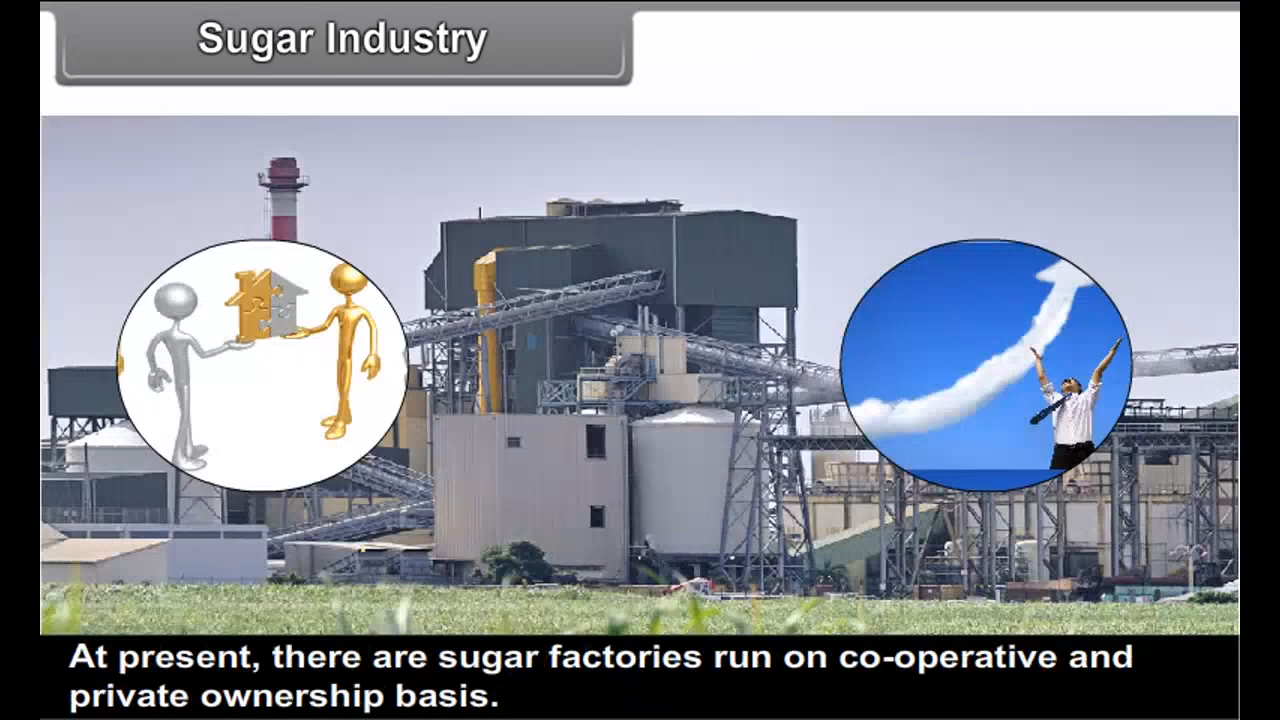 Sugar Industry
At present, there are sugar factories run on co-operative and
private ownership basis.